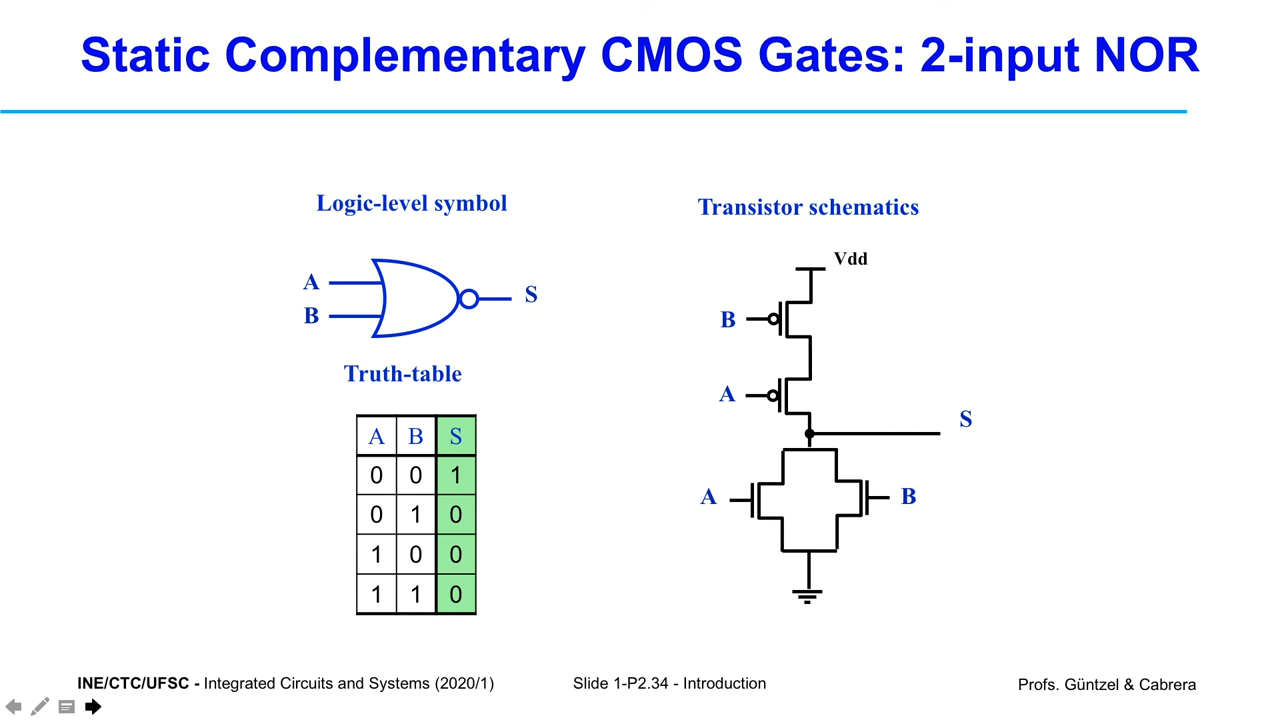 Static Complementary CMOS Gates: 2-input NOR
Logic-level symbol
A
B
S
Truth-table
A B S
0 0 1
0 1 0
1 0 0
1 1 0
Transistor schematics
Vdd
B
A
S
A
B
INE/CTC/UFSC - Integrated Circuits and Systems (2020/1)
Slide 1-P2.34 - Introduction
Profs. Güntzel & Cabrera